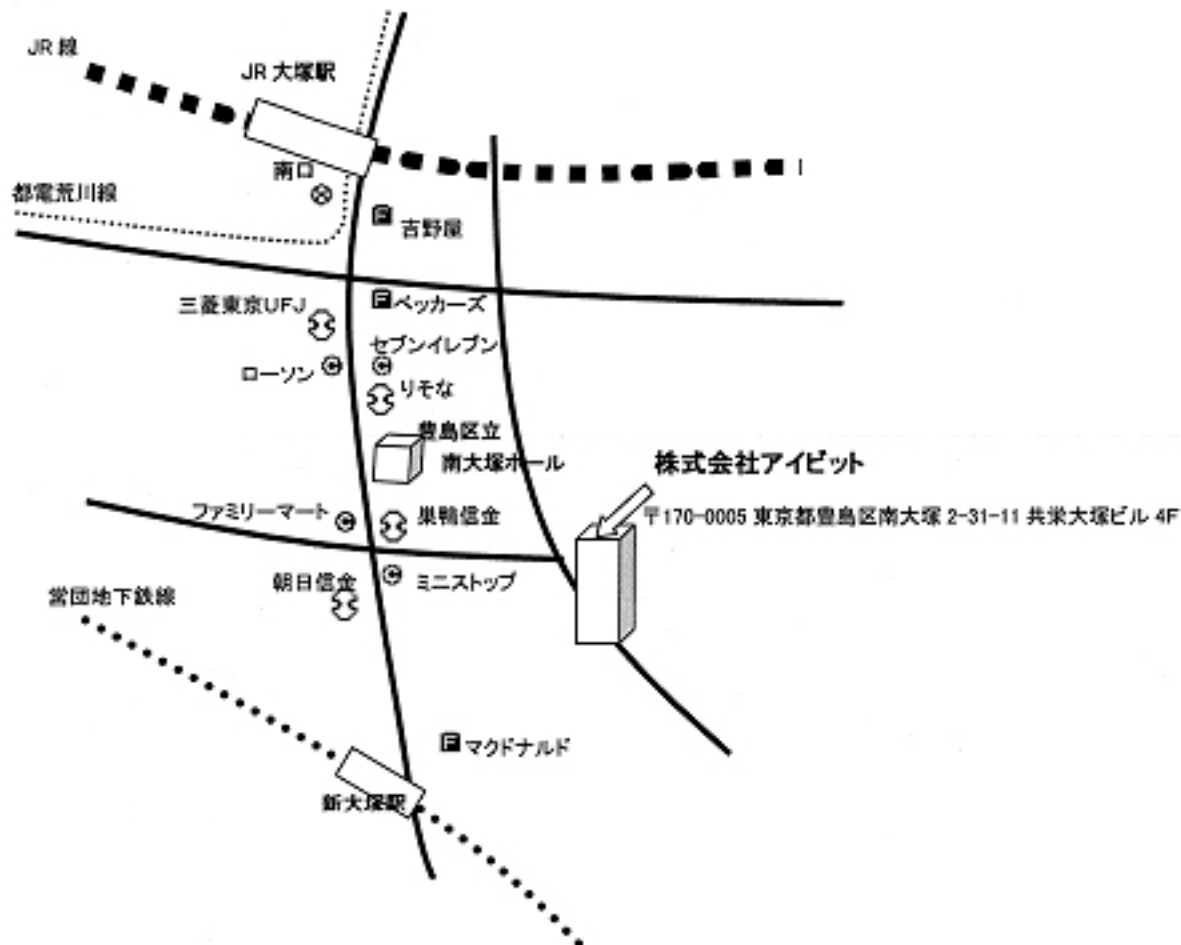 JR 線
JR 大塚駅
南口
都電荒川線
吉野屋
三菱東京UFJ
ベッカーズ
セブンイレブン
ローソン
りそな
豊島区立
南大塚ホール
株式会社アイビット
〒170-0005 東京都豊島区南大塚 2-31-11 共栄大塚ビル 4F
ファミリーマート
巣鴨信金
朝日信金
ミニストップ
営団地下鉄線
マクドナルド
新大塚駅